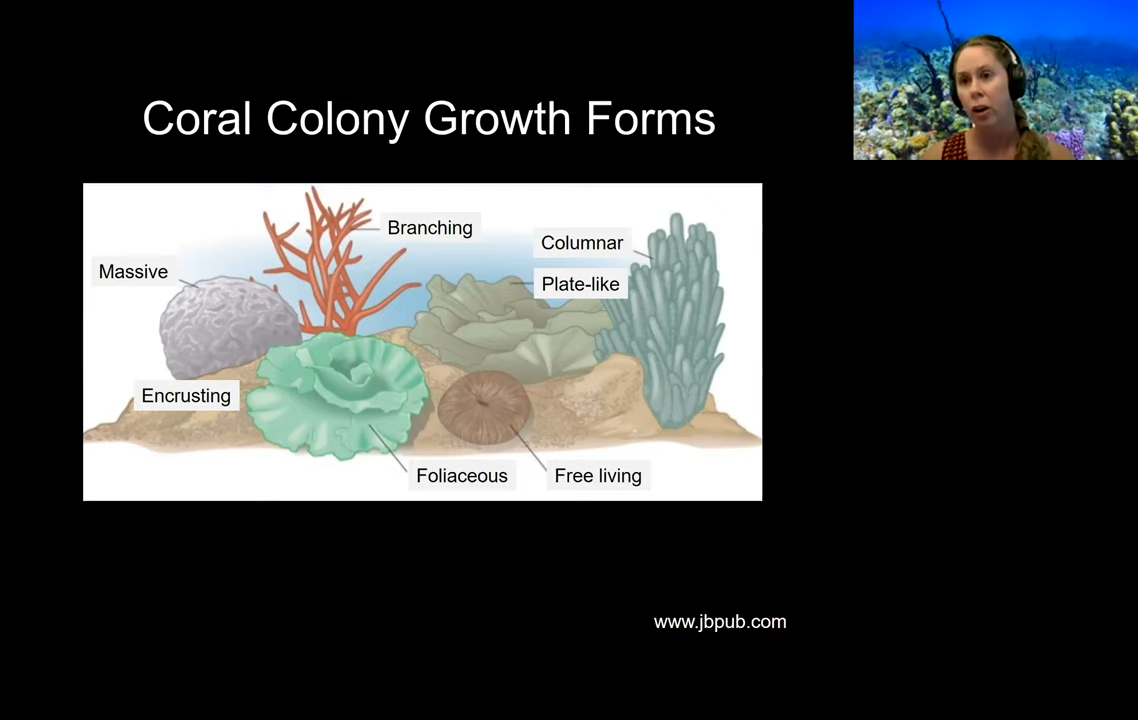 Coral Colony Growth Forms
Branching
Columnar
Massive
Plate-like
Encrusting
Foliaceous
Free living
www.jbpub.com